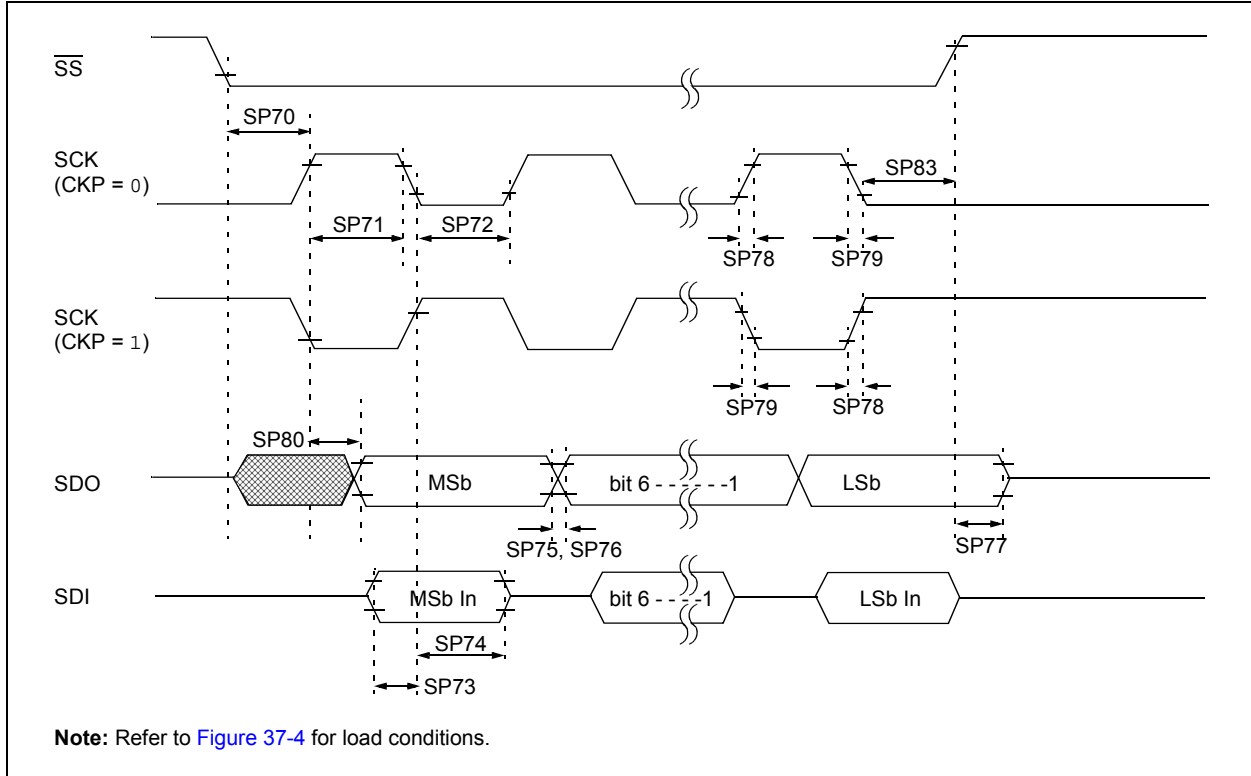 SS
SP70
SCK
(CKP = 0)
SP83
SP71
SP72
SP78
SP79
SCK
(CKP = 1)
SP79
SP78
SP80
SDO
MSb
bit 6 - - - - - -1
LSb
SP75, SP76
SP77
SDI
MSb In
bit 6 - - - -1
LSb In
SP74
SP73
Note: Refer to Figure 37-4 for load conditions.